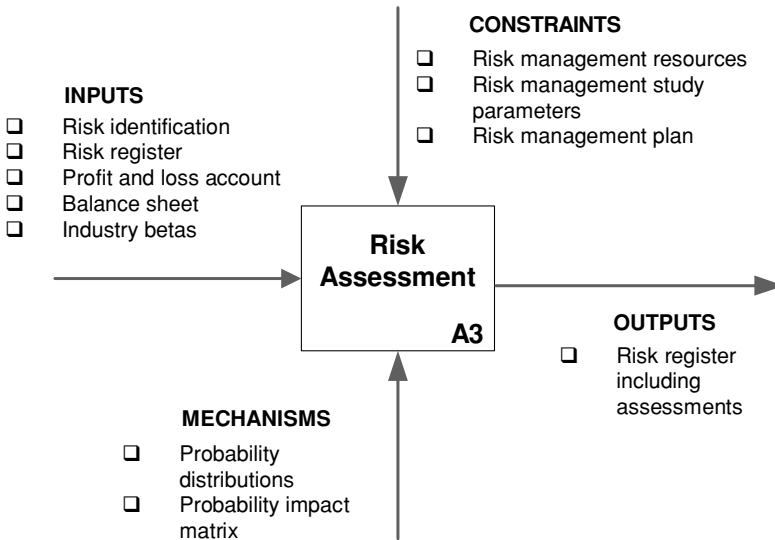 CONSTRAINTS
❑ Risk management resources
❑ Risk management study
parameters
❑ Risk management plan
INPUTS
❑ Risk identification
❑ Risk register
❑ Profit and loss account
❑ Balance sheet
❑ Industry betas
Risk
Assessment
A3
OUTPUTS
❑ Risk register
including
assessments
MECHANISMS
❑ Probability
distributions
❑ Probability impact
matrix